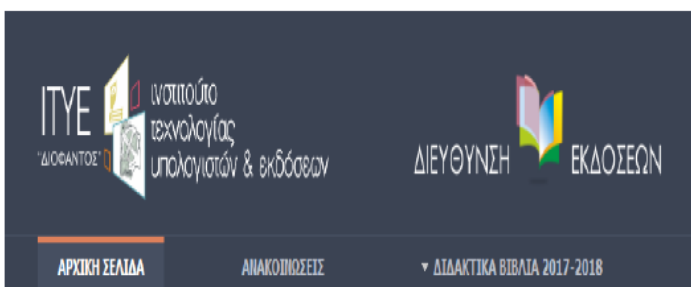 ΙΤΥΕ
"ΔΙΟΦΑΝΤΟΣ"
ινστιτούτο
τεχνολογίας
υπολογιστών & εκδόσεων
ΔΙΕΥΘΥΝΣΗ ΕΚΔΟΣΕΩΝ
ΑΡΧΙΚΗ ΣΕΛΙΔΑ ΑΝΑΚΟΙΝΩΣΕΙΣ ▾ ΔΙΔΑΚΤΙΚΑ ΒΙΒΛΙΑ 2017-2018